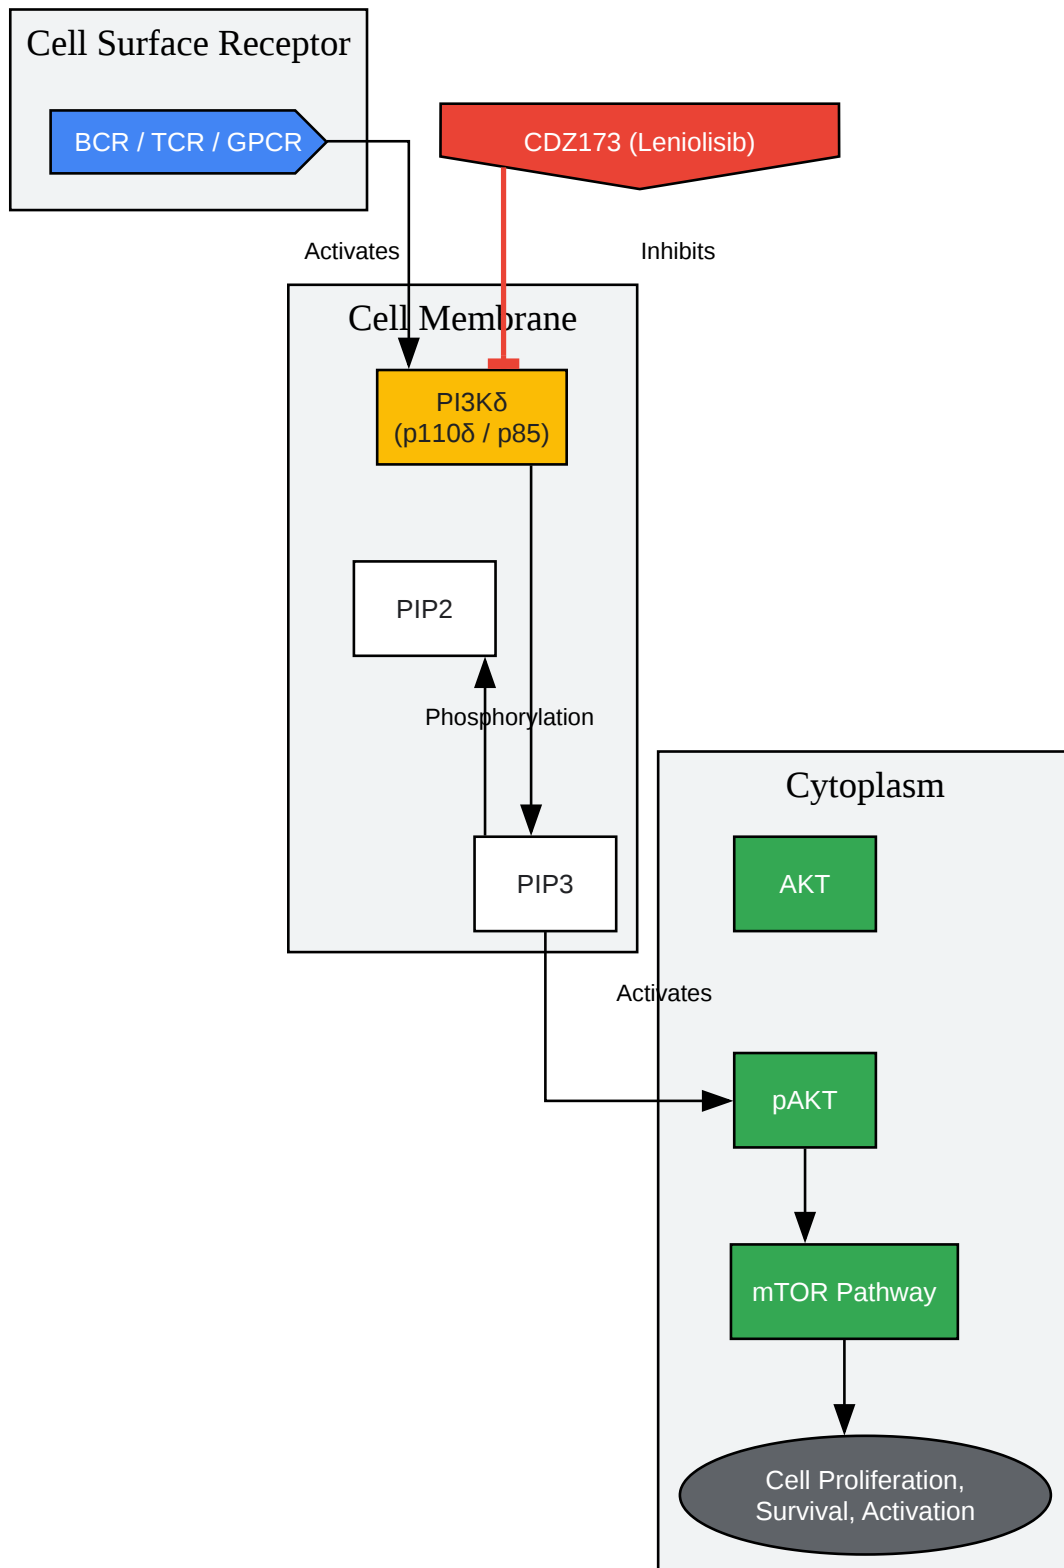 Cell Surface Receptor
BCR / TCR / GPCR
CDZ173 (Leniolisib)
Activates
Inhibits
Cell Membrane
PI3Kδ
(p110δ / p85)
PIP2
Phosphorylation
Cytoplasm
PIP3
AKT
Activates
pAKT
mTOR Pathway
Cell Proliferation,
Survival, Activation